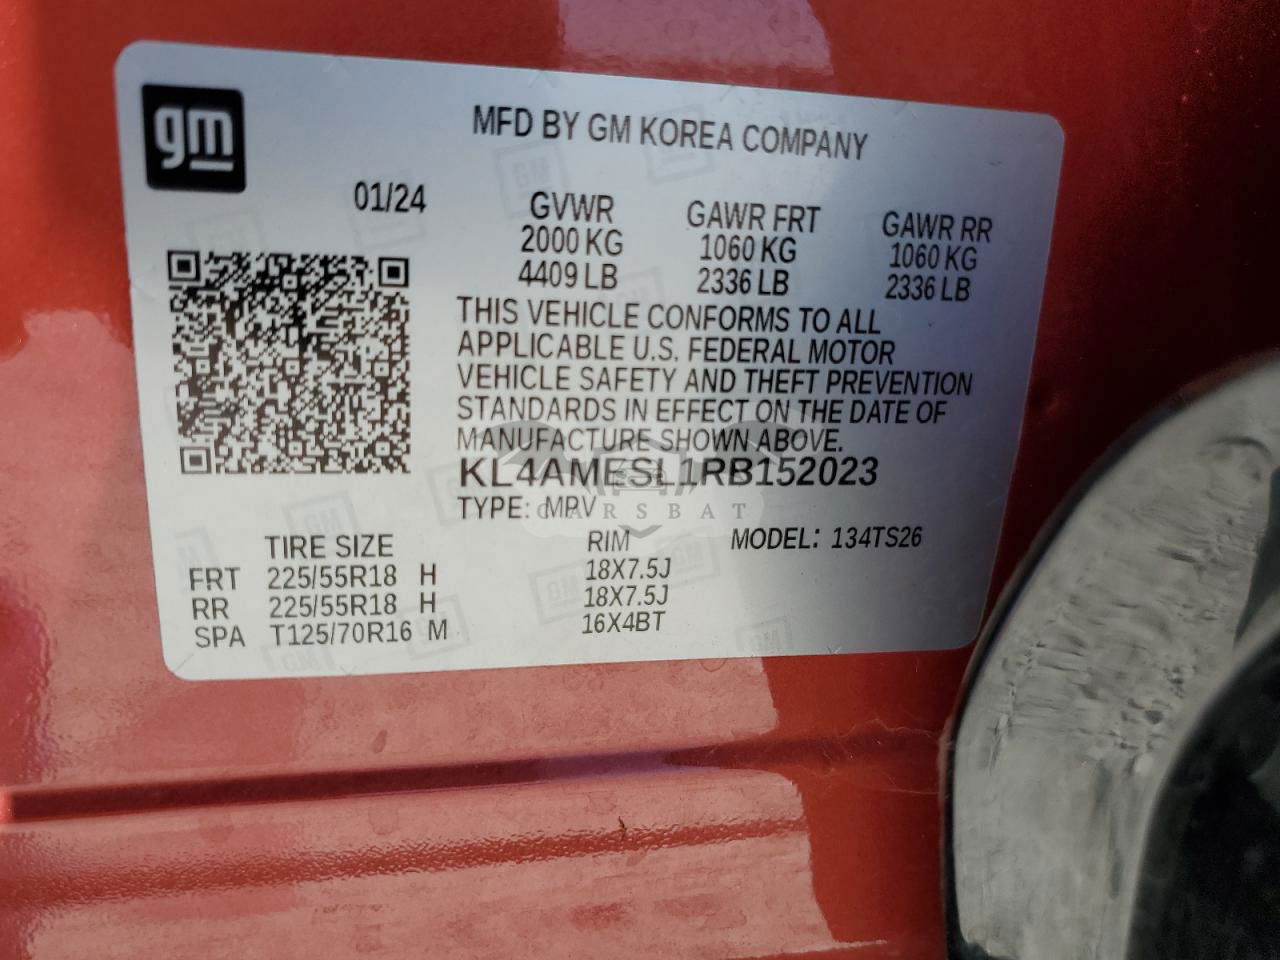 gm
MFD BY GM KOREA COMPANY
01/24
GVWR GAWR FRT GAWR RR
2000 KG 1060 KG 1060 KG
4409 LB 2336 LB 2336 LB
THIS VEHICLE CONFORMS TO ALL
APPLICABLE U.S. FEDERAL MOTOR
VEHICLE SAFETY AND THEFT PREVENTION
STANDARDS IN EFFECT ON THE DATE OF
MANUFACTURE SHOWN ABOVE.
KL4AMESL1RB152023
TYPE: MPV
CARSBAT
MODEL: 134TS26
TIRE SIZE RIM
FRT 225/55R18 H 18X7.5J
RR 225/55R18 H 18X7.5J
SPA T125/70R16 M 16X4BT